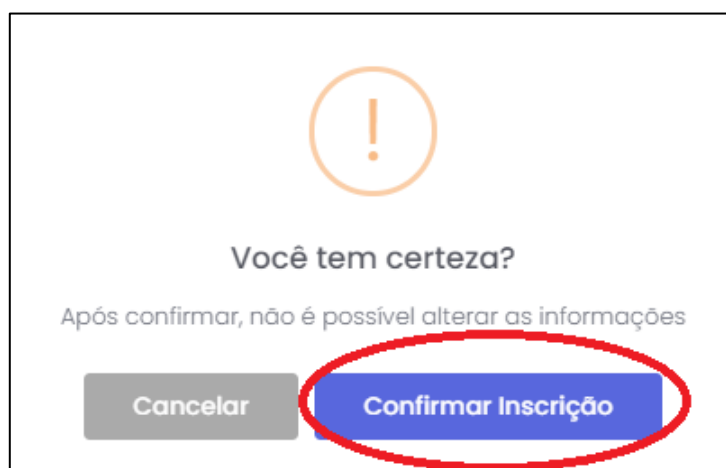 !
Você tem certeza?
Após confirmar, não é possível alterar as informações
Cancelar
Confirmar Inscrição